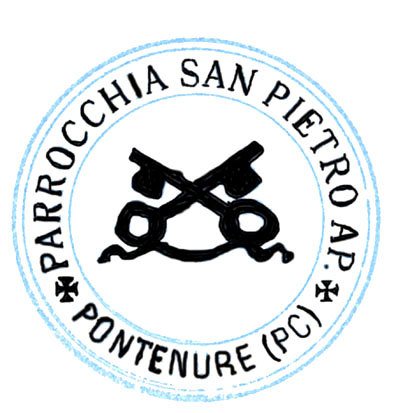 PARROCCHIA SAN PIETRO AP.
PONTENURE (PC)